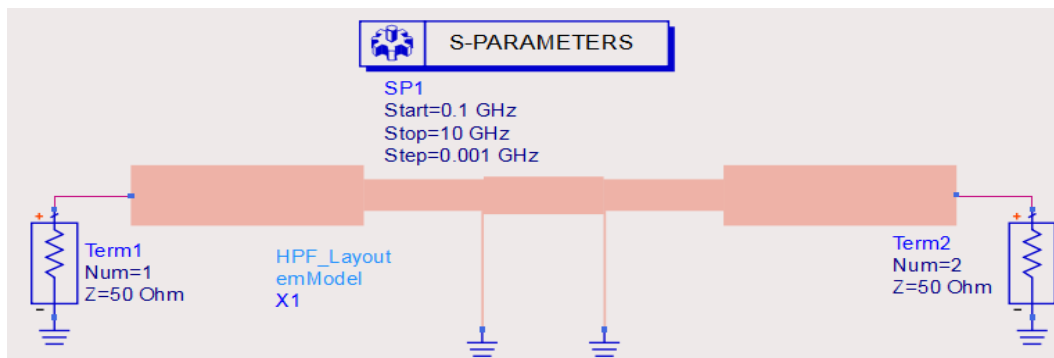 S-PARAMETERS
SP1
Start=0.1 GHz
Stop=10 GHz
Step=0.001 GHz
+
Term1
Num=1
Z=50 Ohm
-
HPF_Layout
emModel
X1
+
Term2
Num=2
Z=50 Ohm
-